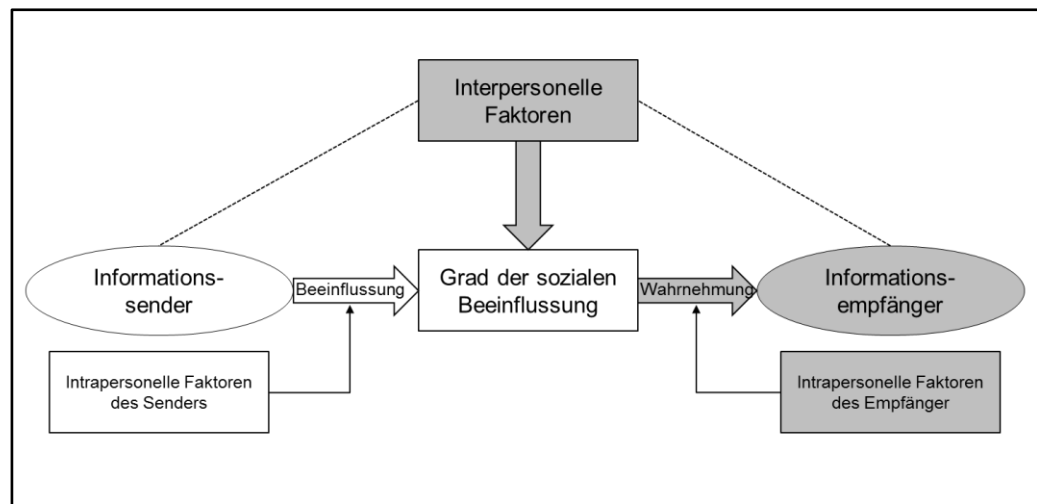 Interpersonelle
Faktoren
Informations-
sender
Beeinflussung
Grad der sozialen
Beeinflussung
Wahrnehmung
Informations-
empfänger
Intrapersonelle Faktoren
des Senders
Intrapersonelle Faktoren
des Empfänger